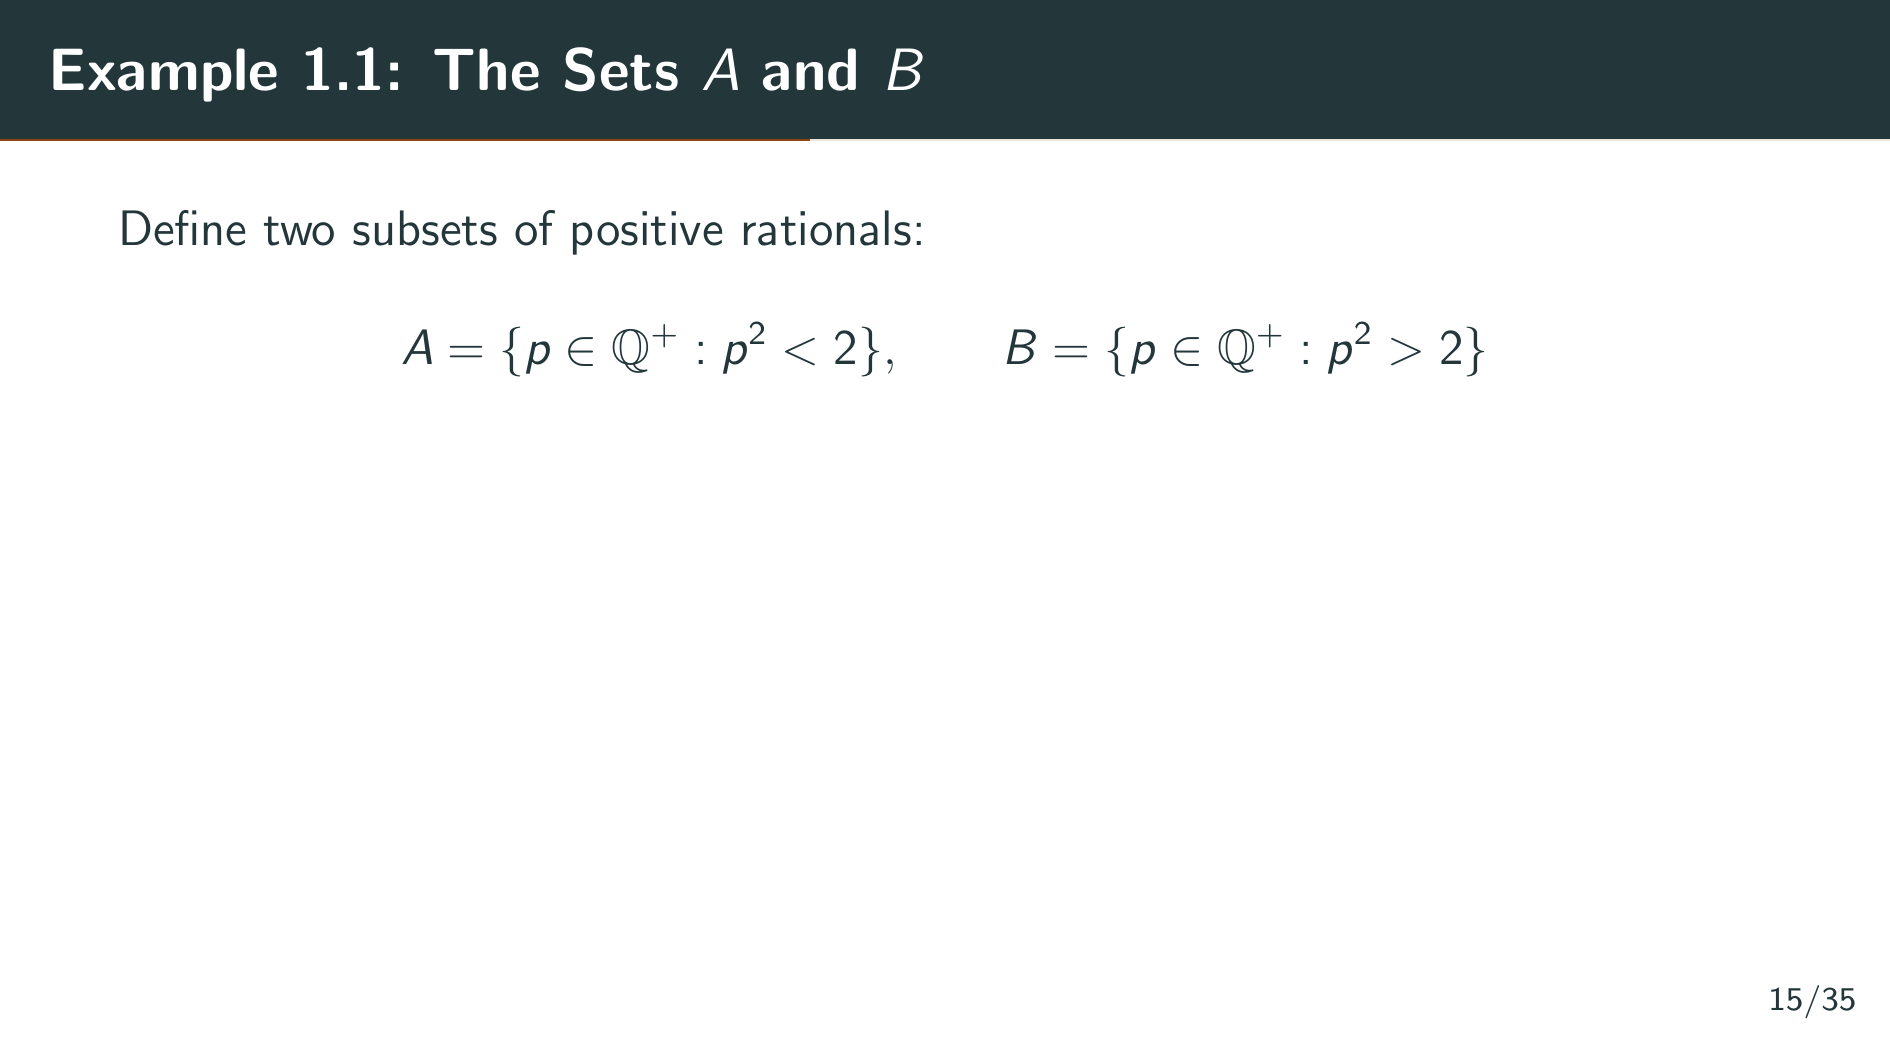 Example 1.1: The Sets A and B
Define two subsets of positive rationals:
A = {p ∈ ℚ⁺ : p² < 2},  B = {p ∈ ℚ⁺ : p² > 2}
15/35